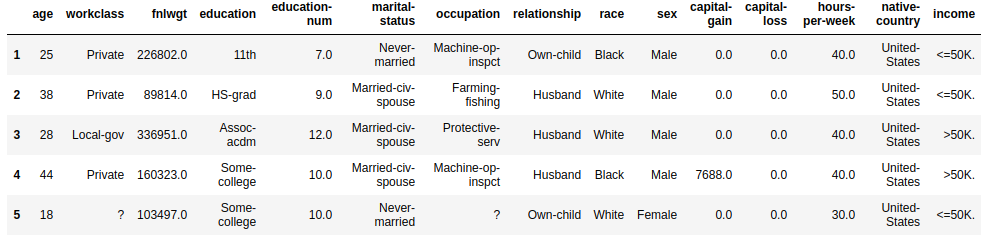 age workclass fnlwgt education education-num marital-status occupation relationship race sex capital-gain capital-loss hours-per-week native-country income
1 25 Private 226802.0 11th 7.0 Never-married Machine-op-inspct Own-child Black Male 0.0 0.0 40.0 United-States <=50K.
2 38 Private 89814.0 HS-grad 9.0 Married-civ-spouse Farming-fishing Husband White Male 0.0 0.0 50.0 United-States <=50K.
3 28 Local-gov 336951.0 Assoc-acdm 12.0 Married-civ-spouse Protective-serv Husband White Male 0.0 0.0 40.0 United-States >50K.
4 44 Private 160323.0 Some-college 10.0 Married-civ-spouse Machine-op-inspct Husband Black Male 7688.0 0.0 40.0 United-States >50K.
5 18 ? 103497.0 Some-college 10.0 Never-married ? Own-child White Female 0.0 0.0 30.0 United-States <=50K.